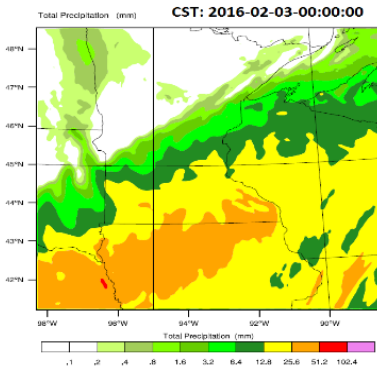 Total Precipitation (mm) CST: 2016-02-03-00:00:00
48°N
47°N
46°N
45°N
44°N
43°N
42°N
98°W 96°W 94°W 92°W 90°W
Total Precipitation (mm)
.1 .2 .4 .8 1.6 3.2 6.4 12.8 25.6 51.2 102.4